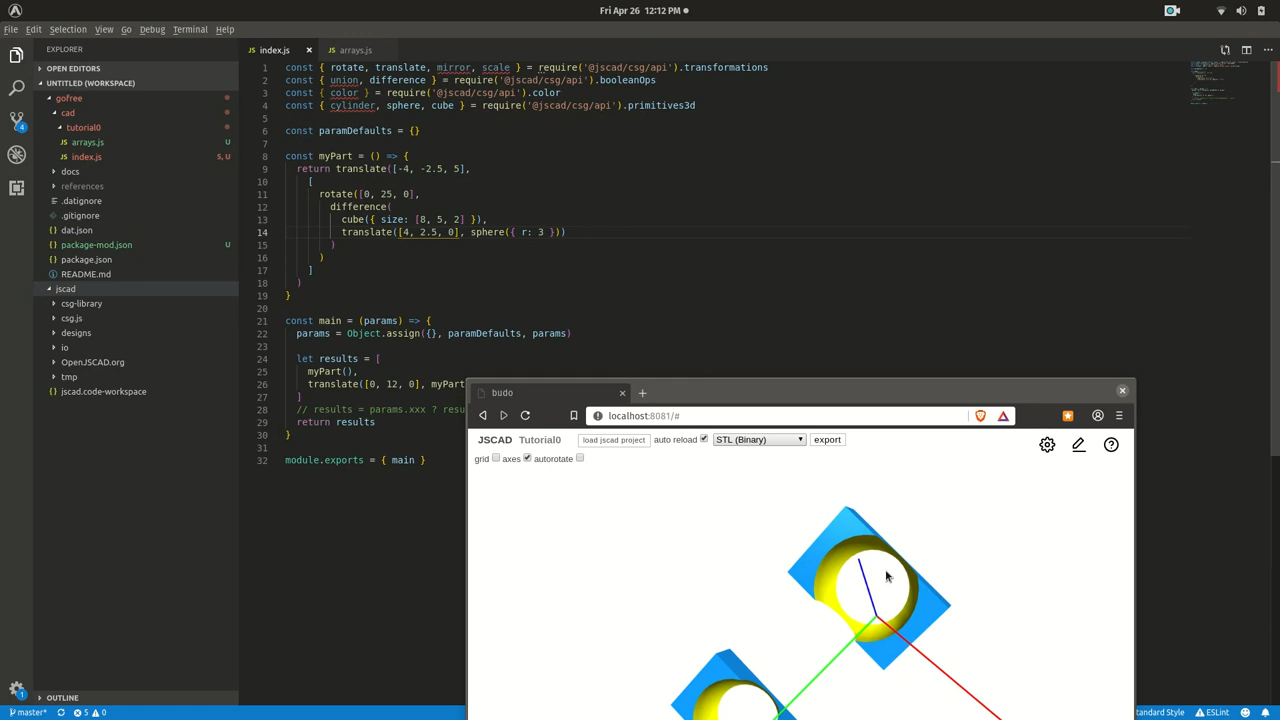 Fri Apr 26 12:12 PM
File Edit Selection View Go Debug Terminal Help
EXPLORER
OPEN EDITORS
UNTITLED (WORKSPACE)
gofree
cad
tutorial0
arrays.js U
index.js 5, U
docs
references
.datignore
.gitignore
dat.json
package-mod.json U
package.json
README.md
jscad
csg-library
csg.js
designs
io
OpenJSCAD.org
tmp
jscad.code-workspace
OUTLINE
4
1
index.js × arrays.js
1 const { rotate, translate, mirror, scale } = require('@jscad/csg/api').transformations
2 const { union, difference } = require('@jscad/csg/api').booleanOps
3 const { color } = require('@jscad/csg/api').color
4 const { cylinder, sphere, cube } = require('@jscad/csg/api').primitives3d
5
6 const paramDefaults = {}
7
8 const myPart = () => {
9 return translate([-4, -2.5, 5],
10 [
11 rotate([0, 25, 0],
12 difference(
13 cube({ size: [8, 5, 2] }),
14 translate([4, 2.5, 0], sphere({ r: 3 }))
15 )
16 )
17 ]
18 )
19 }
20
21 const main = (params) => {
22 params = Object.assign({}, paramDefaults, params)
23
24 let results = [
25 myPart(),
26 translate([0, 12, 0], myPart
27 ]
28 // results = params.xxx ? resu
29 return results
30 }
31
32 module.exports = { main }
budo
localhost:8081/#
JSCAD Tutorial0 load jscad project auto reload STL (Binary) export
grid axes autorotate
master* 5 0 tandard Style ESLint